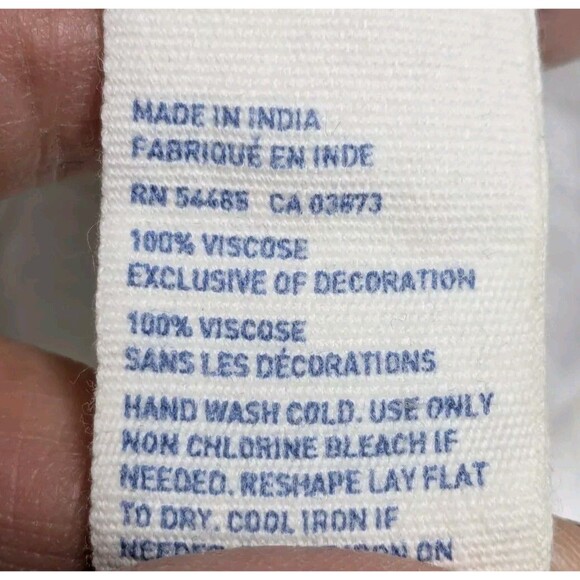 MADE IN INDIA
FABRIQUÉ EN INDE
RN 54485 CA 03873
100% VISCOSE
EXCLUSIVE OF DECORATION
100% VISCOSE
SANS LES DÉCORATIONS
HAND WASH COLD. USE ONLY
NON CHLORINE BLEACH IF
NEEDED. RESHAPE LAY FLAT
TO DRY. COOL IRON IF
ON